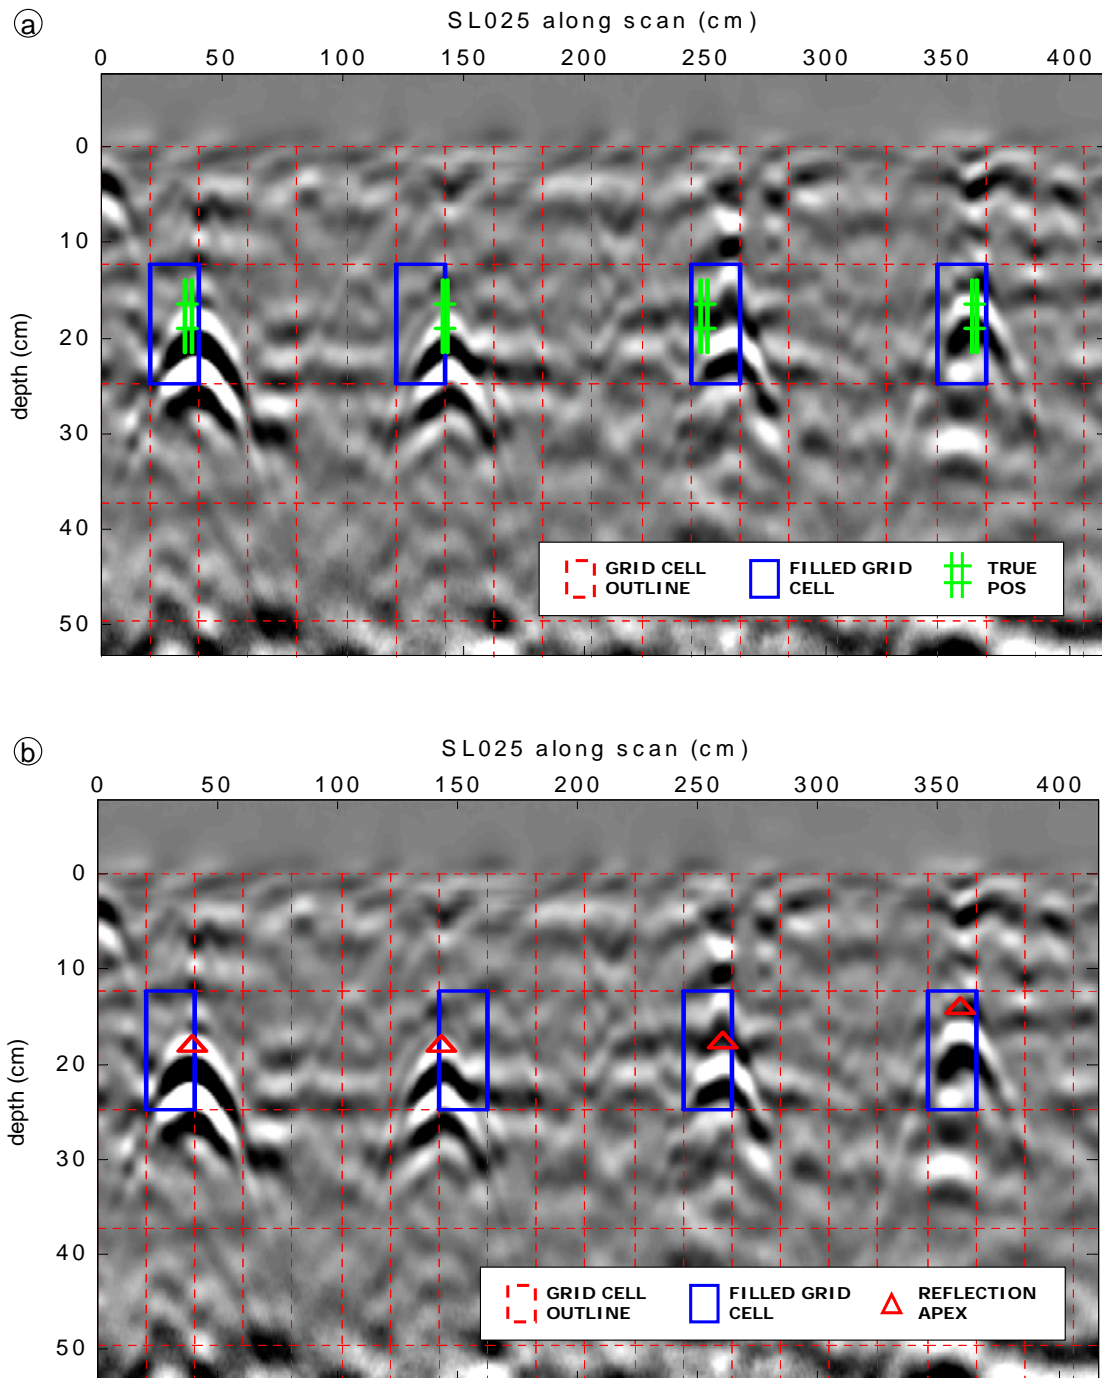 a
SL025 along scan (cm)
0 50 100 150 200 250 300 350 400
0
10
20
30
40
50
depth (cm)
GRID CELL OUTLINE
FILLED GRID CELL
TRUE POS
b
SL025 along scan (cm)
0 50 100 150 200 250 300 350 400
0
10
20
30
40
50
depth (cm)
GRID CELL OUTLINE
FILLED GRID CELL
REFLECTION APEX